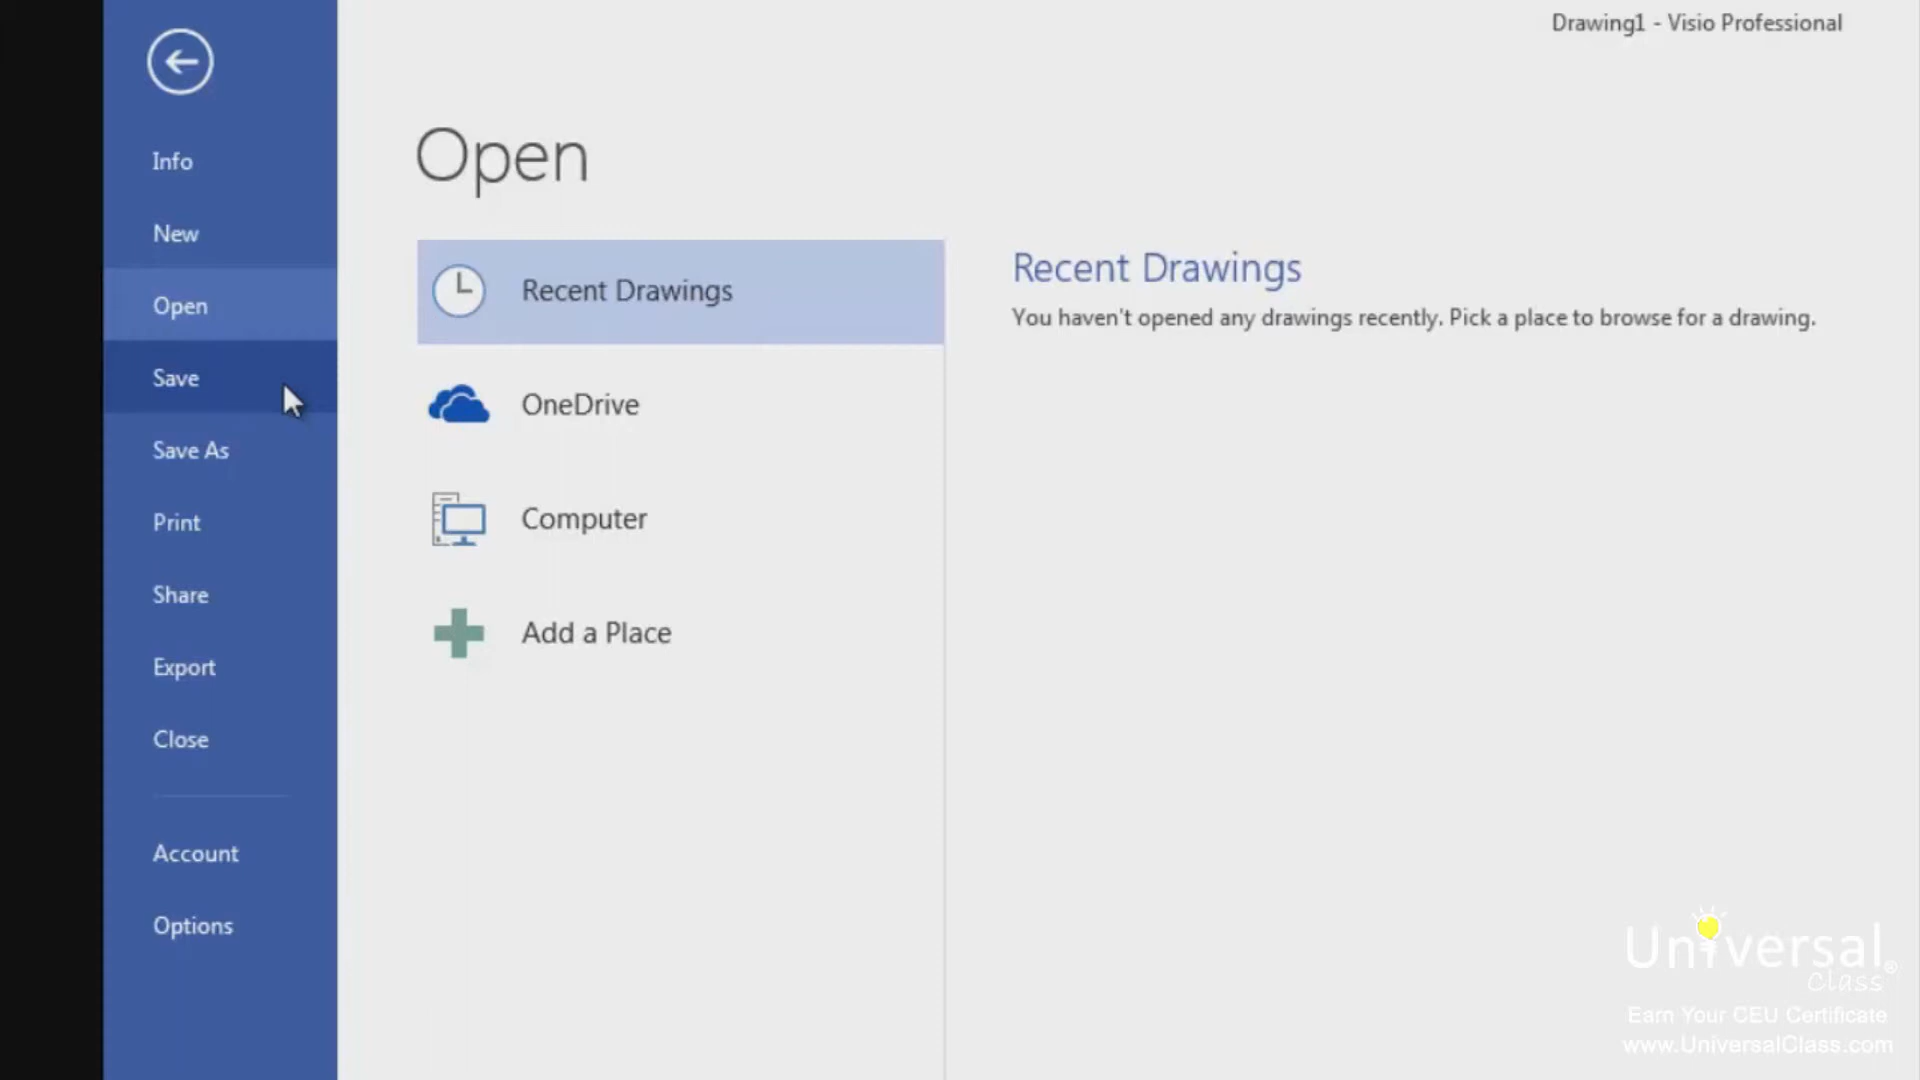 Drawing1 - Visio Professional
Info
New
Open
Save
Save As
Print
Share
Export
Close
Account
Options
Open
Recent Drawings
OneDrive
Computer
Add a Place
Recent Drawings
You haven't opened any drawings recently. Pick a place to browse for a drawing.
Universal®
Class
Earn Your CEU Certificate
www.UniversalClass.com